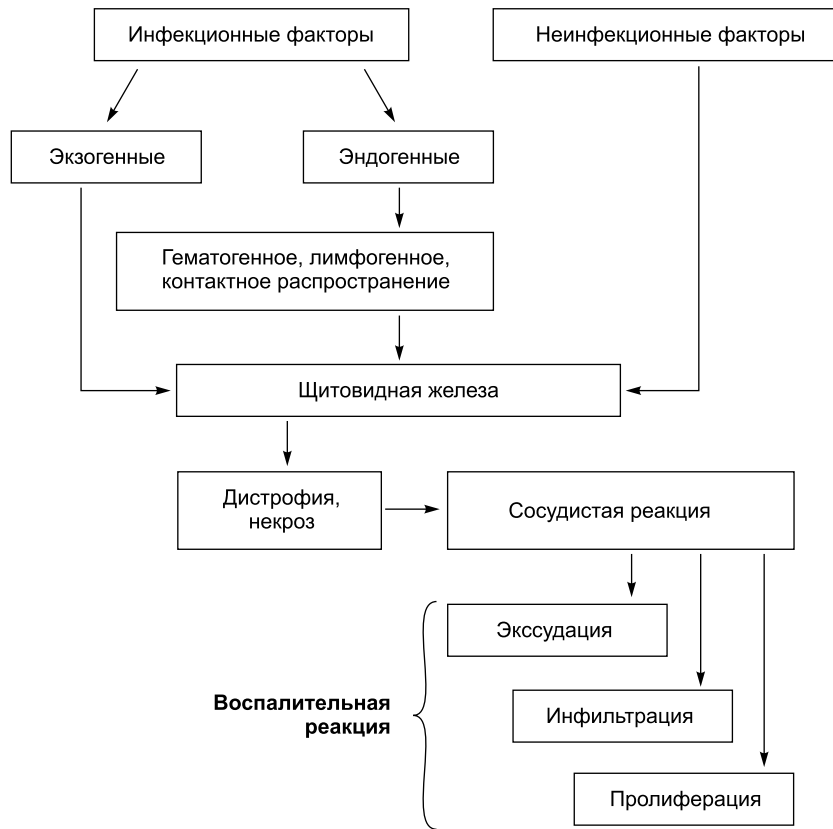 Инфекционные факторы
Неинфекционные факторы
Экзогенные
Эндогенные
Гематогенное, лимфогенное,
контактное распространение
Щитовидная железа
Дистрофия,
некроз
Сосудистая реакция
Экссудация
Воспалительная
реакция
Инфильтрация
Пролиферация